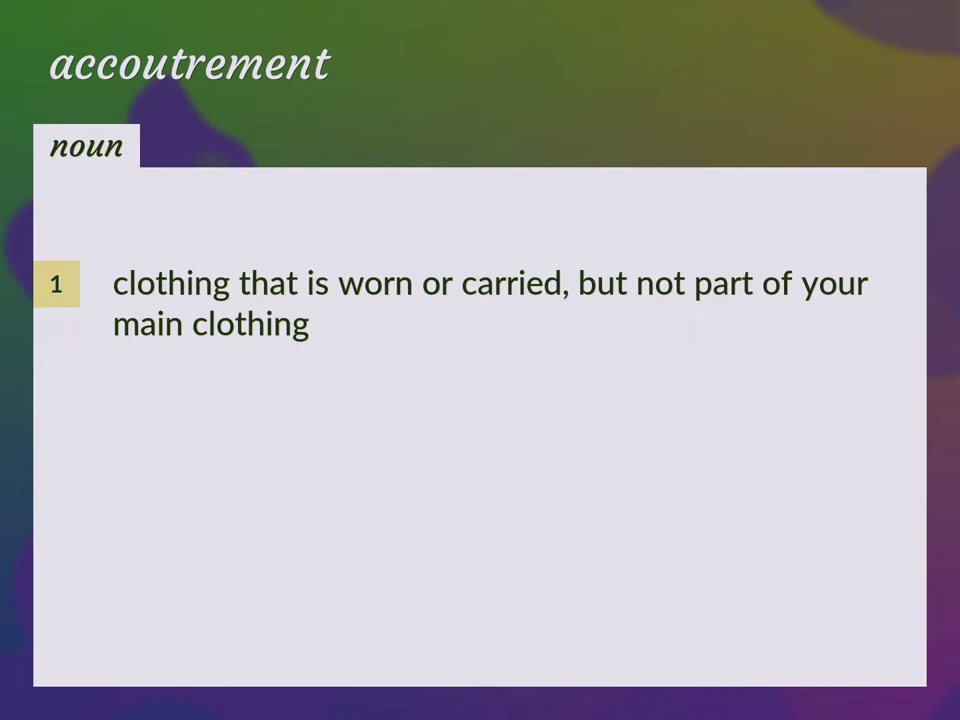 accoutrement
noun
1 clothing that is worn or carried, but not part of your
main clothing